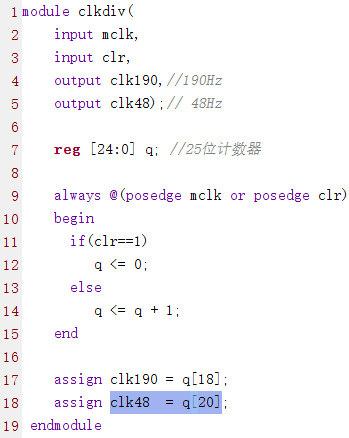 1 module clkdiv(
2     input mclk,
3     input clr,
4     output clk190,//190Hz
5     output clk48);// 48Hz
6
7     reg [24:0] q; //25位计数器
8
9     always @(posedge mclk or posedge clr)
10     begin
11       if(clr==1)
12          q <= 0;
13       else
14          q <= q + 1;
15     end
16
17     assign clk190 = q[18];
18     assign clk48  = q[20];
19  endmodule